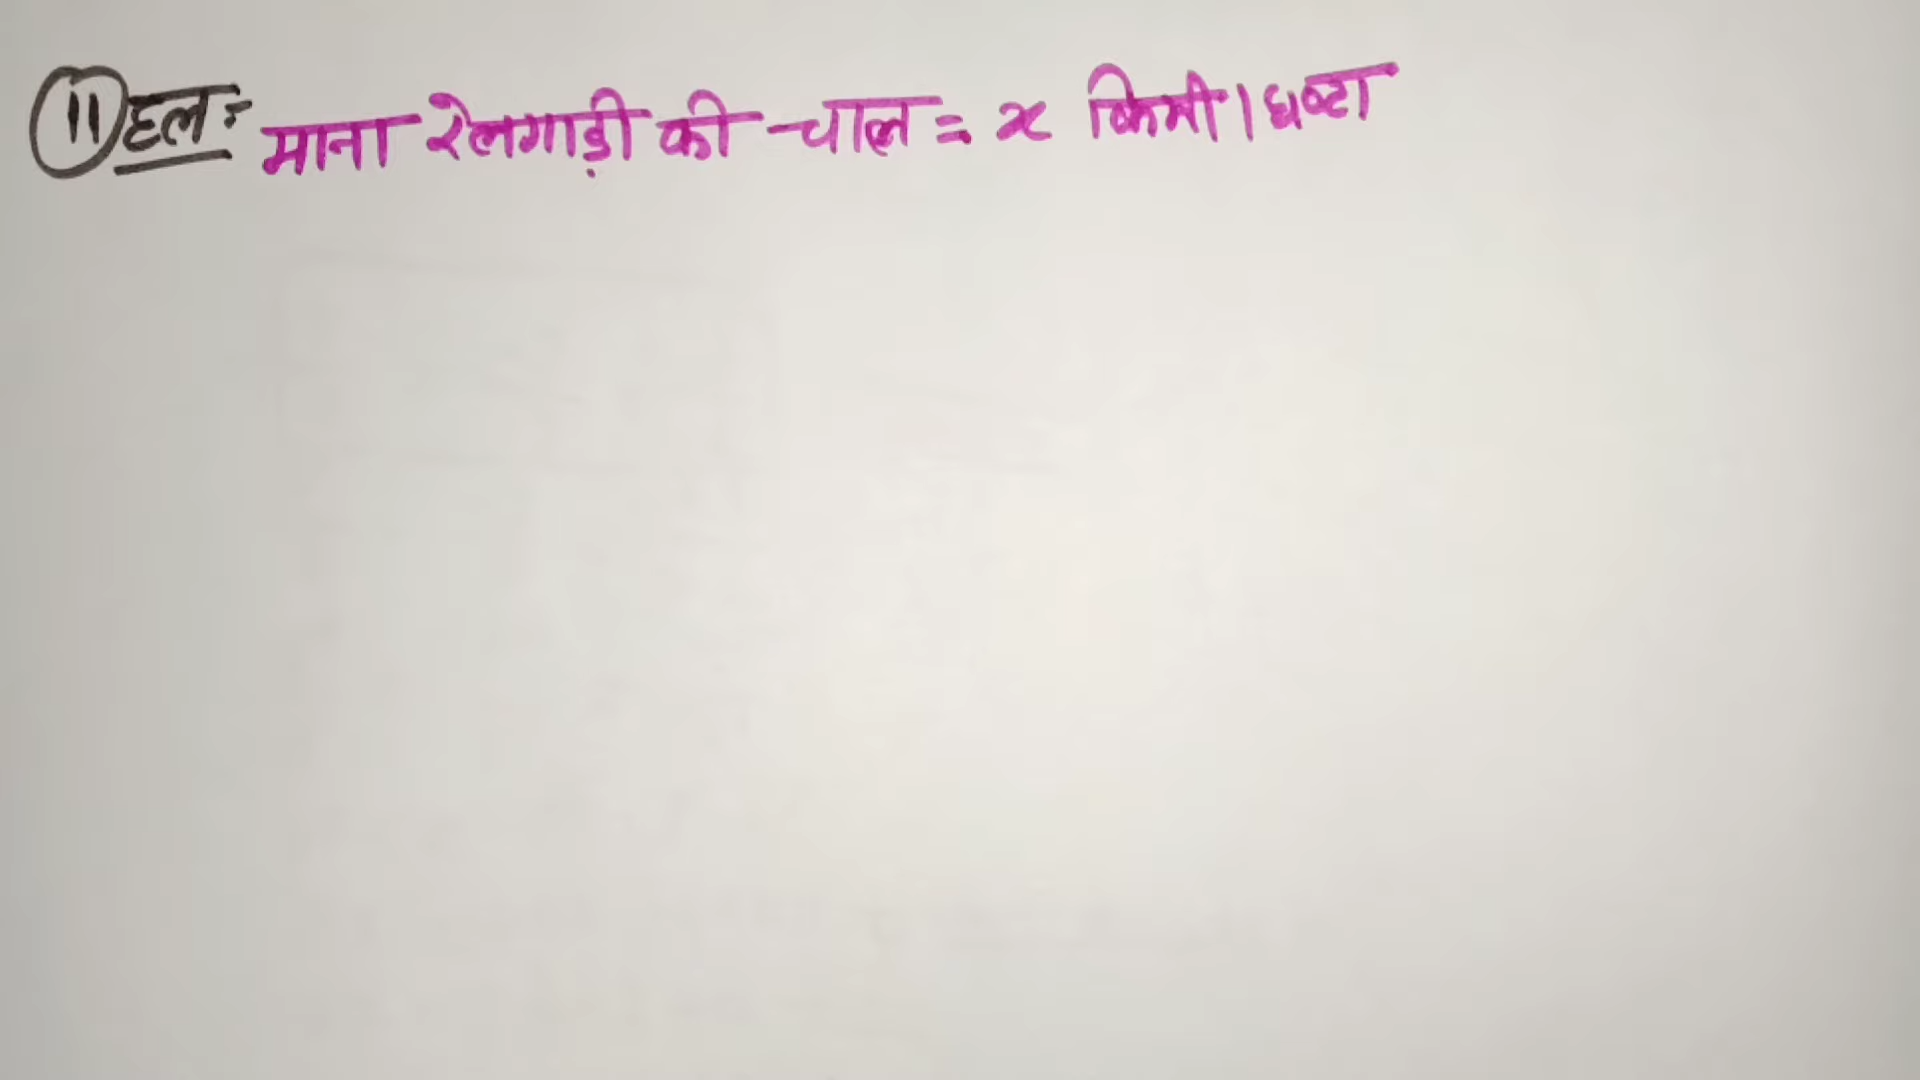 11 हल := माना रेलगाड़ी की चाल = x किमी / घण्टा